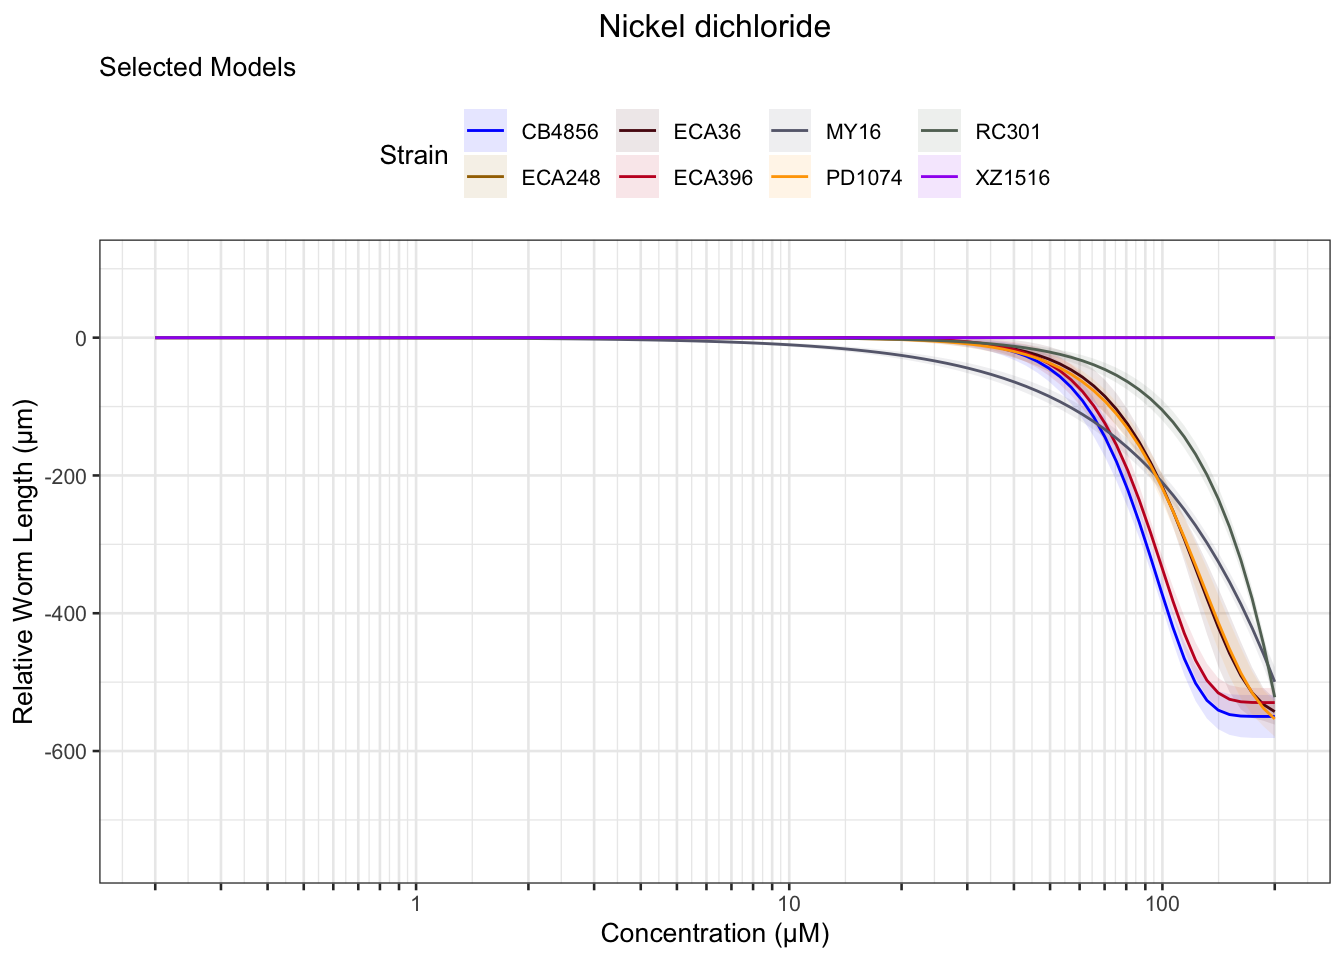 Nickel dichloride
Selected Models
Strain
CB4856 ECA36 MY16 RC301
ECA248 ECA396 PD1074 XZ1516
Relative Worm Length (µm)
0
-200
-400
-600
1 10 100
Concentration (µM)